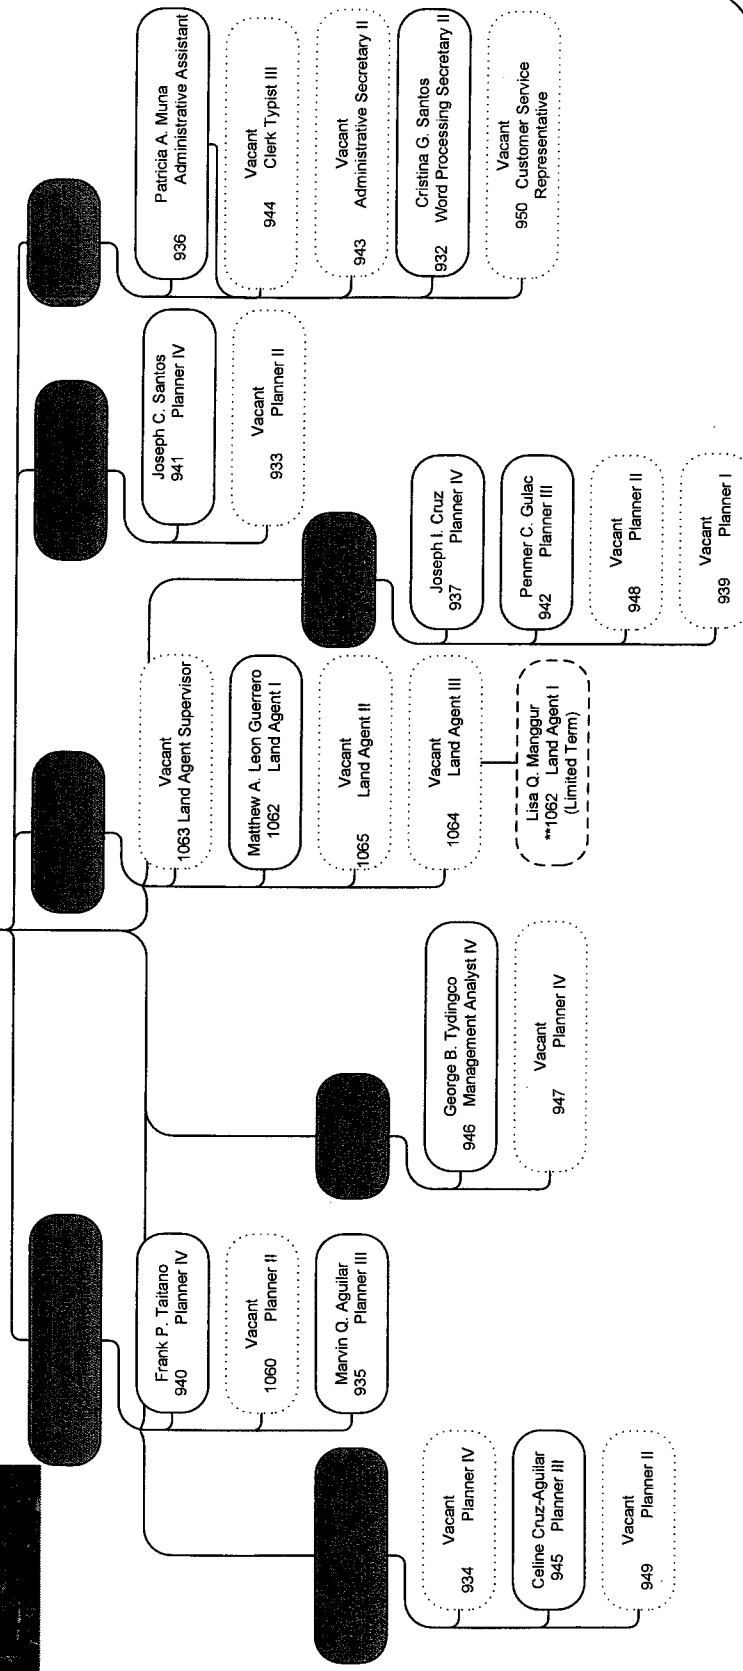 Frank P. Taitano
940 Planner IV
Vacant
1060 Planner II
Marvin Q. Aguilar
935 Planner III
Vacant
934 Planner IV
Celine Cruz-Aguilar
945 Planner III
Vacant
949 Planner II
George B. Tydingco
946 Management Analyst IV
Vacant
947 Planner IV
Vacant
1063 Land Agent Supervisor
Matthew A. Leon Guerrero
1062 Land Agent I
Vacant
1065 Land Agent II
Vacant
1064 Land Agent III
Lisa Q. Manggur
**1062 Land Agent I
(Limited Term)
Joseph I. Cruz
937 Planner IV
Penmer C. Gulac
942 Planner III
Vacant
948 Planner II
Vacant
939 Planner I
Joseph C. Santos
941 Planner IV
Vacant
933 Planner II
Patricia A. Muna
936 Administrative Assistant
Vacant
944 Clerk Typist III
Vacant
943 Administrative Secretary II
Cristina G. Santos
932 Word Processing Secretary II
Vacant
950 Customer Service
Representative